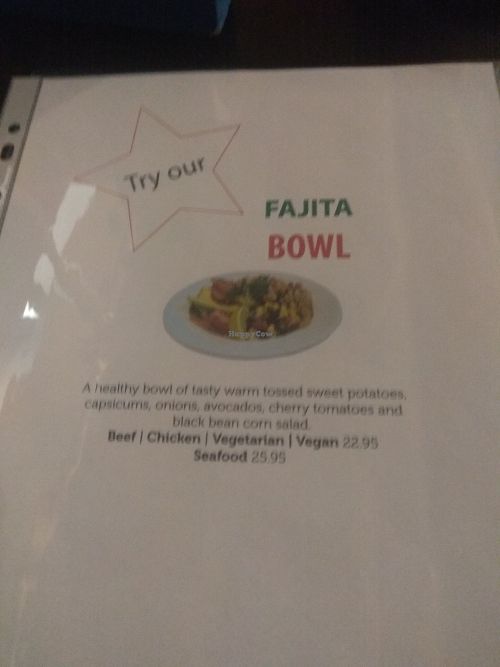 Try our
FAJITA
BOWL
HappyCow
A healthy bowl of tasty warm tossed sweet potatoes,
capsicums, onions, avocados, cherry tomatoes and
black bean corn salad.
Beef | Chicken | Vegetarian | Vegan 22.95
Seafood 25.95